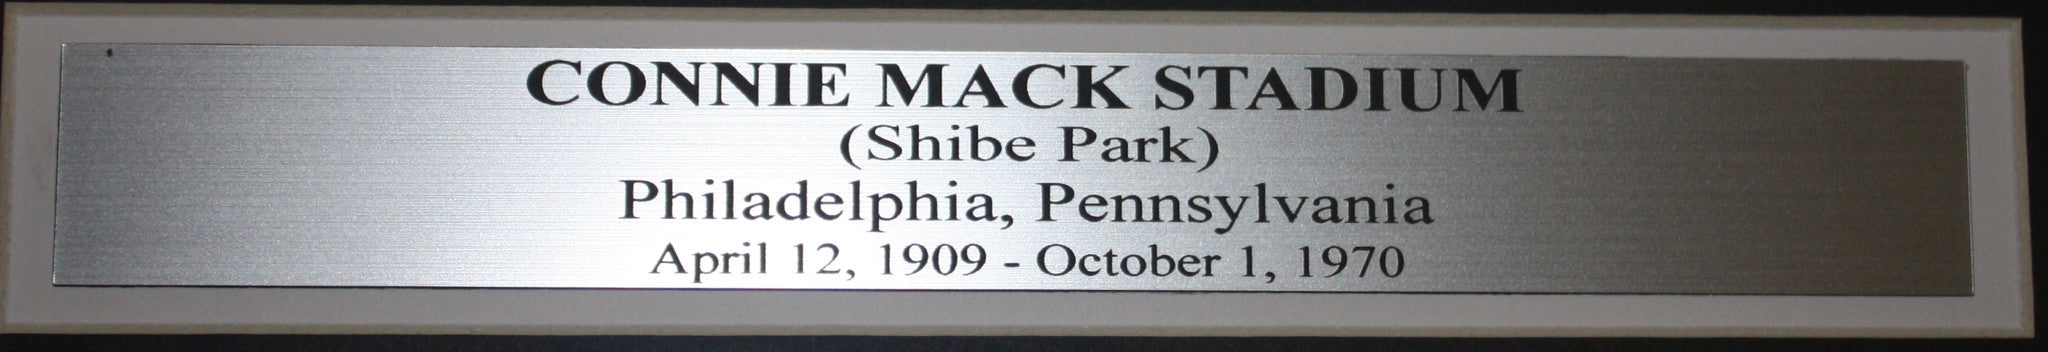 CONNIE MACK STADIUM
(Shibe Park)
Philadelphia, Pennsylvania
April 12, 1909 - October 1, 1970